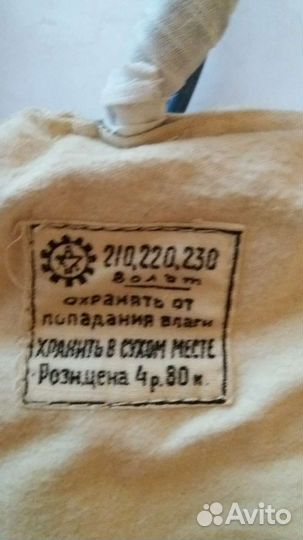 210, 220, 230
Вольт
Охранять от
попадания влаги
ХРАНИТЬ В СУХОМ МЕСТЕ
Розн.цена 4 р. 80 к.
Avito